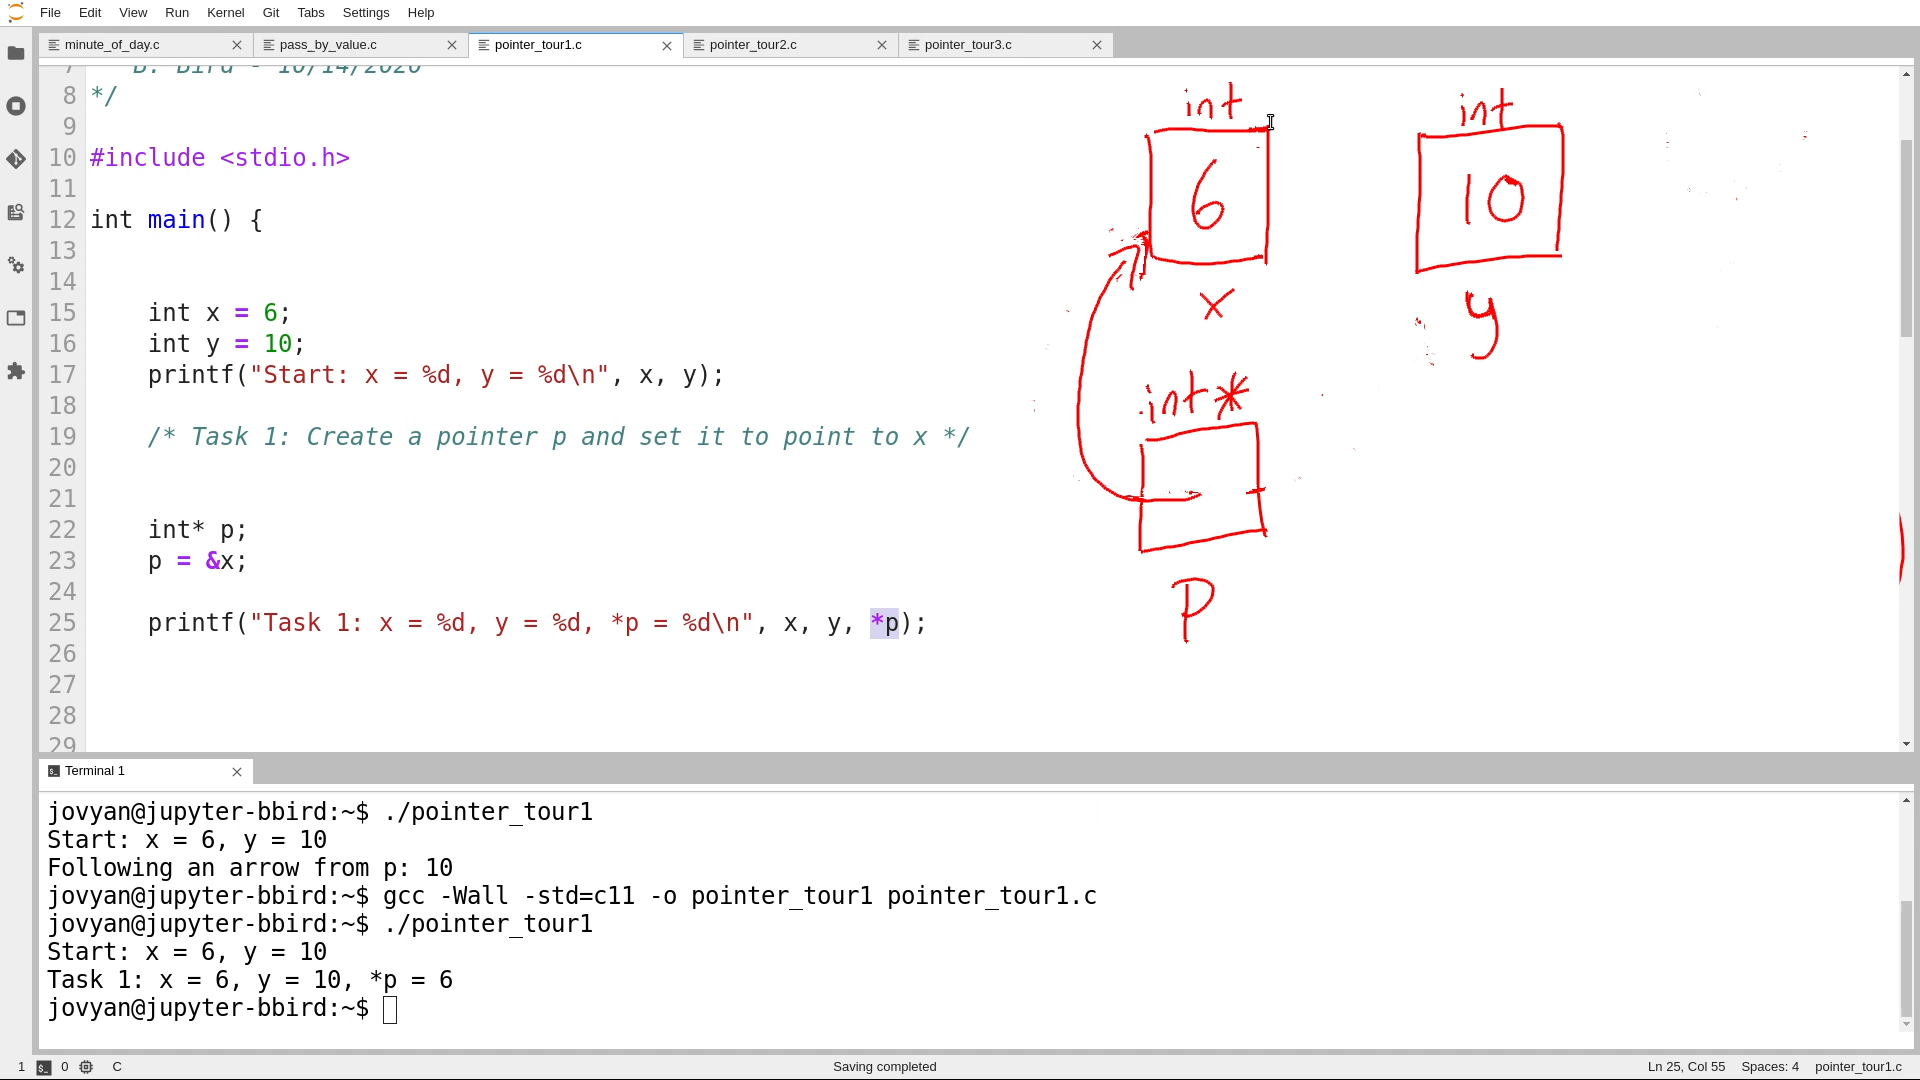 File Edit View Run Kernel Git Tabs Settings Help
minute_of_day.c pass_by_value.c pointer_tour1.c pointer_tour2.c pointer_tour3.c
7 B. Bird - 10/14/2020
8 */
9
10 #include <stdio.h>
11
12 int main() {
13
14
15 int x = 6;
16 int y = 10;
17 printf("Start: x = %d, y = %d\n", x, y);
18
19 /* Task 1: Create a pointer p and set it to point to x */
20
21
22 int* p;
23 p = &x;
24
25 printf("Task 1: x = %d, y = %d, *p = %d\n", x, y, *p);
26
27
28
29
int int
6 10
x y
int*
p
Terminal 1
jovyan@jupyter-bbird:~$ ./pointer_tour1
Start: x = 6, y = 10
Following an arrow from p: 10
jovyan@jupyter-bbird:~$ gcc -Wall -std=c11 -o pointer_tour1 pointer_tour1.c
jovyan@jupyter-bbird:~$ ./pointer_tour1
Start: x = 6, y = 10
Task 1: x = 6, y = 10, *p = 6
jovyan@jupyter-bbird:~$
1 $_ 0 C Saving completed Ln 25, Col 55 Spaces: 4 pointer_tour1.c